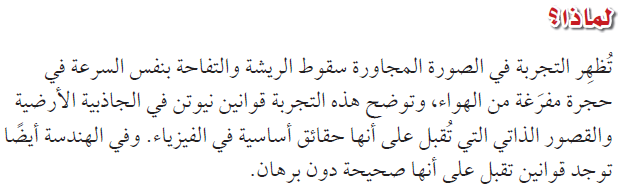 لماذا؟
تُظهِر التجربة في الصورة المجاورة سقوط الريشة والتفاحة بنفس السرعة في
حجرة مفرَغة من الهواء، وتوضح هذه التجربة قوانين نيوتن في الجاذبية الأرضية
والقصور الذاتي التي تُقبل على أنها حقائق أساسية في الفيزياء. وفي الهندسة أيضًا
توجد قوانين تقبل على أنها صحيحة دون برهان.